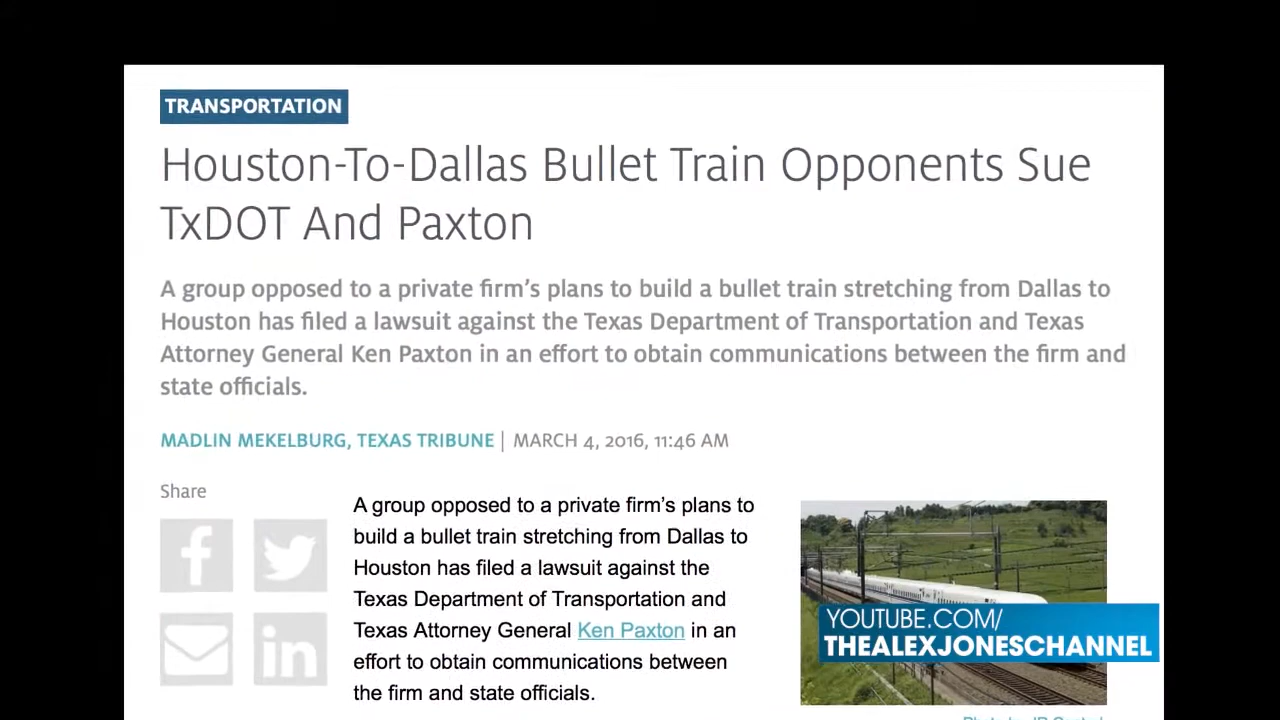 TRANSPORTATION
Houston-To-Dallas Bullet Train Opponents Sue
TxDOT And Paxton
A group opposed to a private firm’s plans to build a bullet train stretching from Dallas to
Houston has filed a lawsuit against the Texas Department of Transportation and Texas
Attorney General Ken Paxton in an effort to obtain communications between the firm and
state officials.
MADLIN MEKELBURG, TEXAS TRIBUNE | MARCH 4, 2016, 11:46 AM
Share
A group opposed to a private firm’s plans to
build a bullet train stretching from Dallas to
Houston has filed a lawsuit against the
Texas Department of Transportation and
Texas Attorney General Ken Paxton in an
effort to obtain communications between
the firm and state officials.
YOUTUBE.COM/
THEALEXJONESCHANNEL